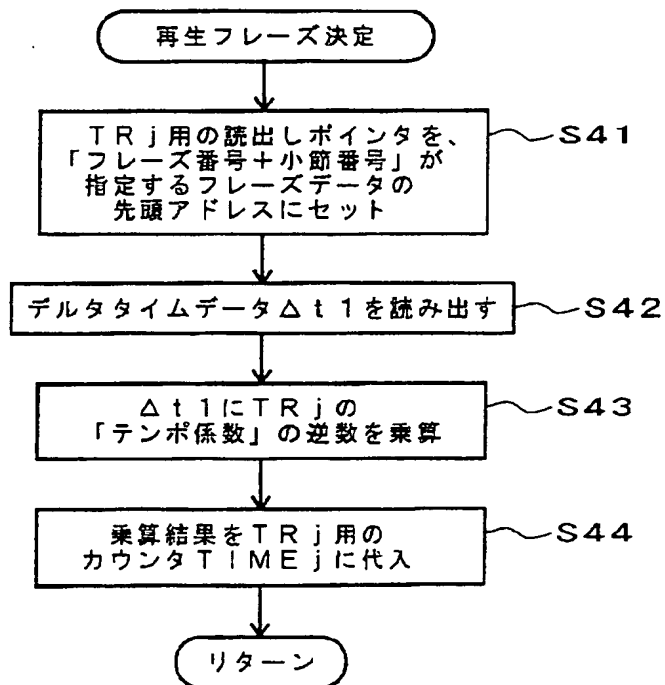 再生フレーズ決定
TRj用の読出しポインタを、
「フレーズ番号+小節番号」が
指定するフレーズデータの
先頭アドレスにセット
S41
デルタタイムデータΔt1を読み出す
S42
Δt1にTRjの
「テンポ係数」の逆数を乗算
S43
乗算結果をTRj用の
カウンタTIMEjに代入
S44
リターン